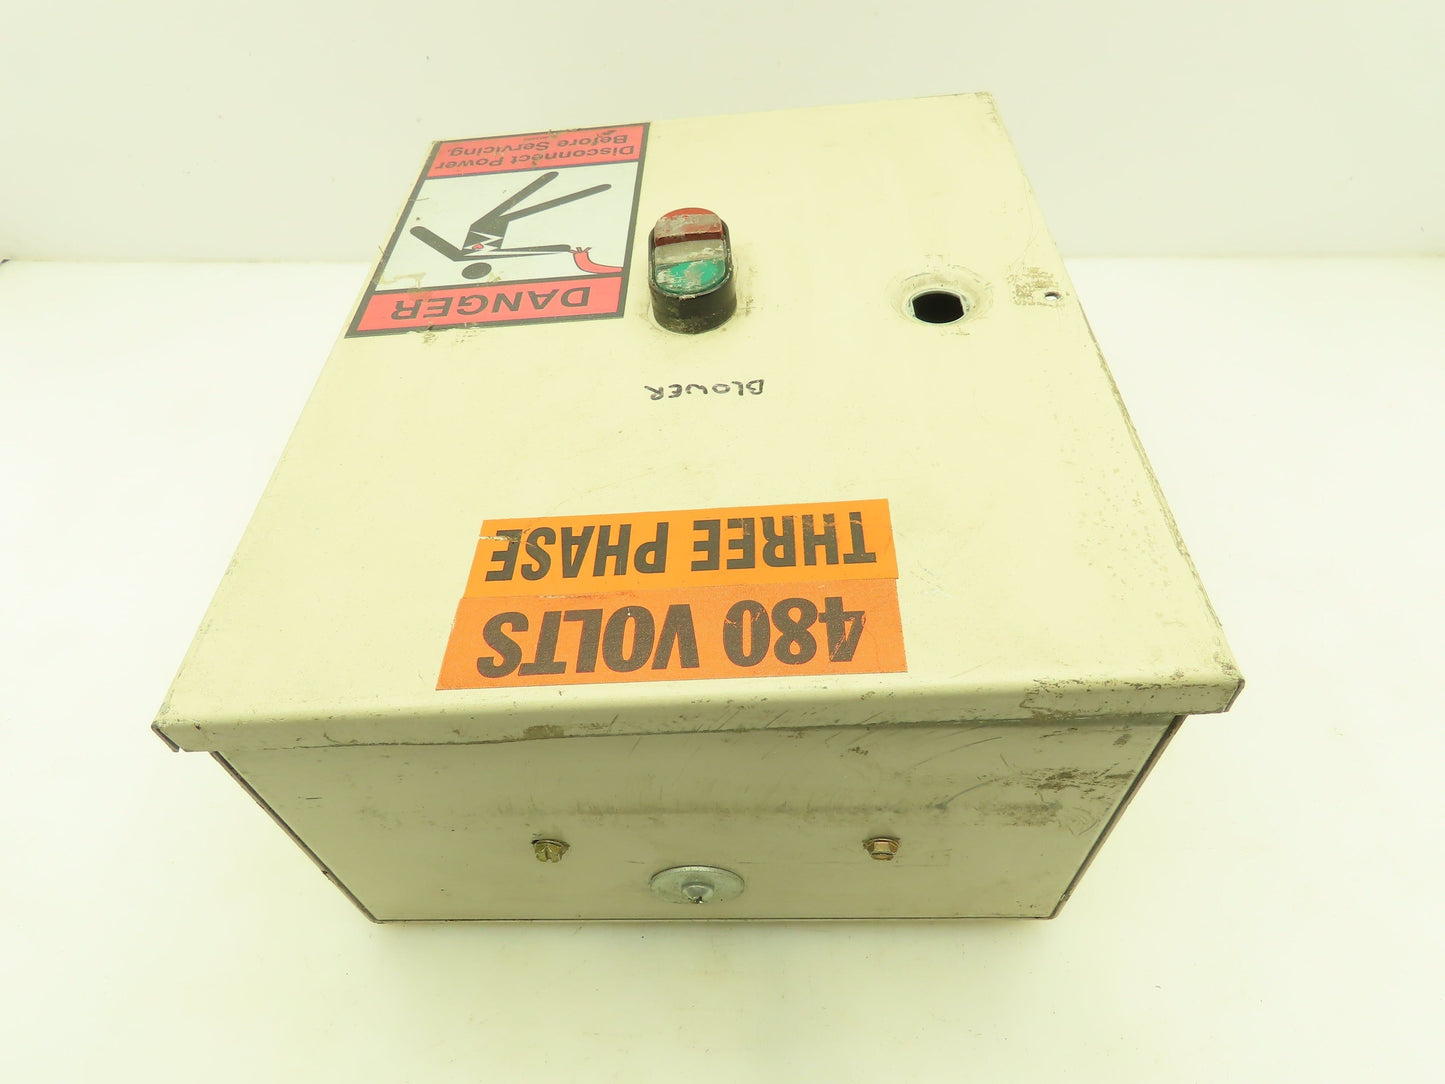 480 VOLTS
THREE PHASE
BLOWER
DANGER
Disconnect Power
Before Servicing.